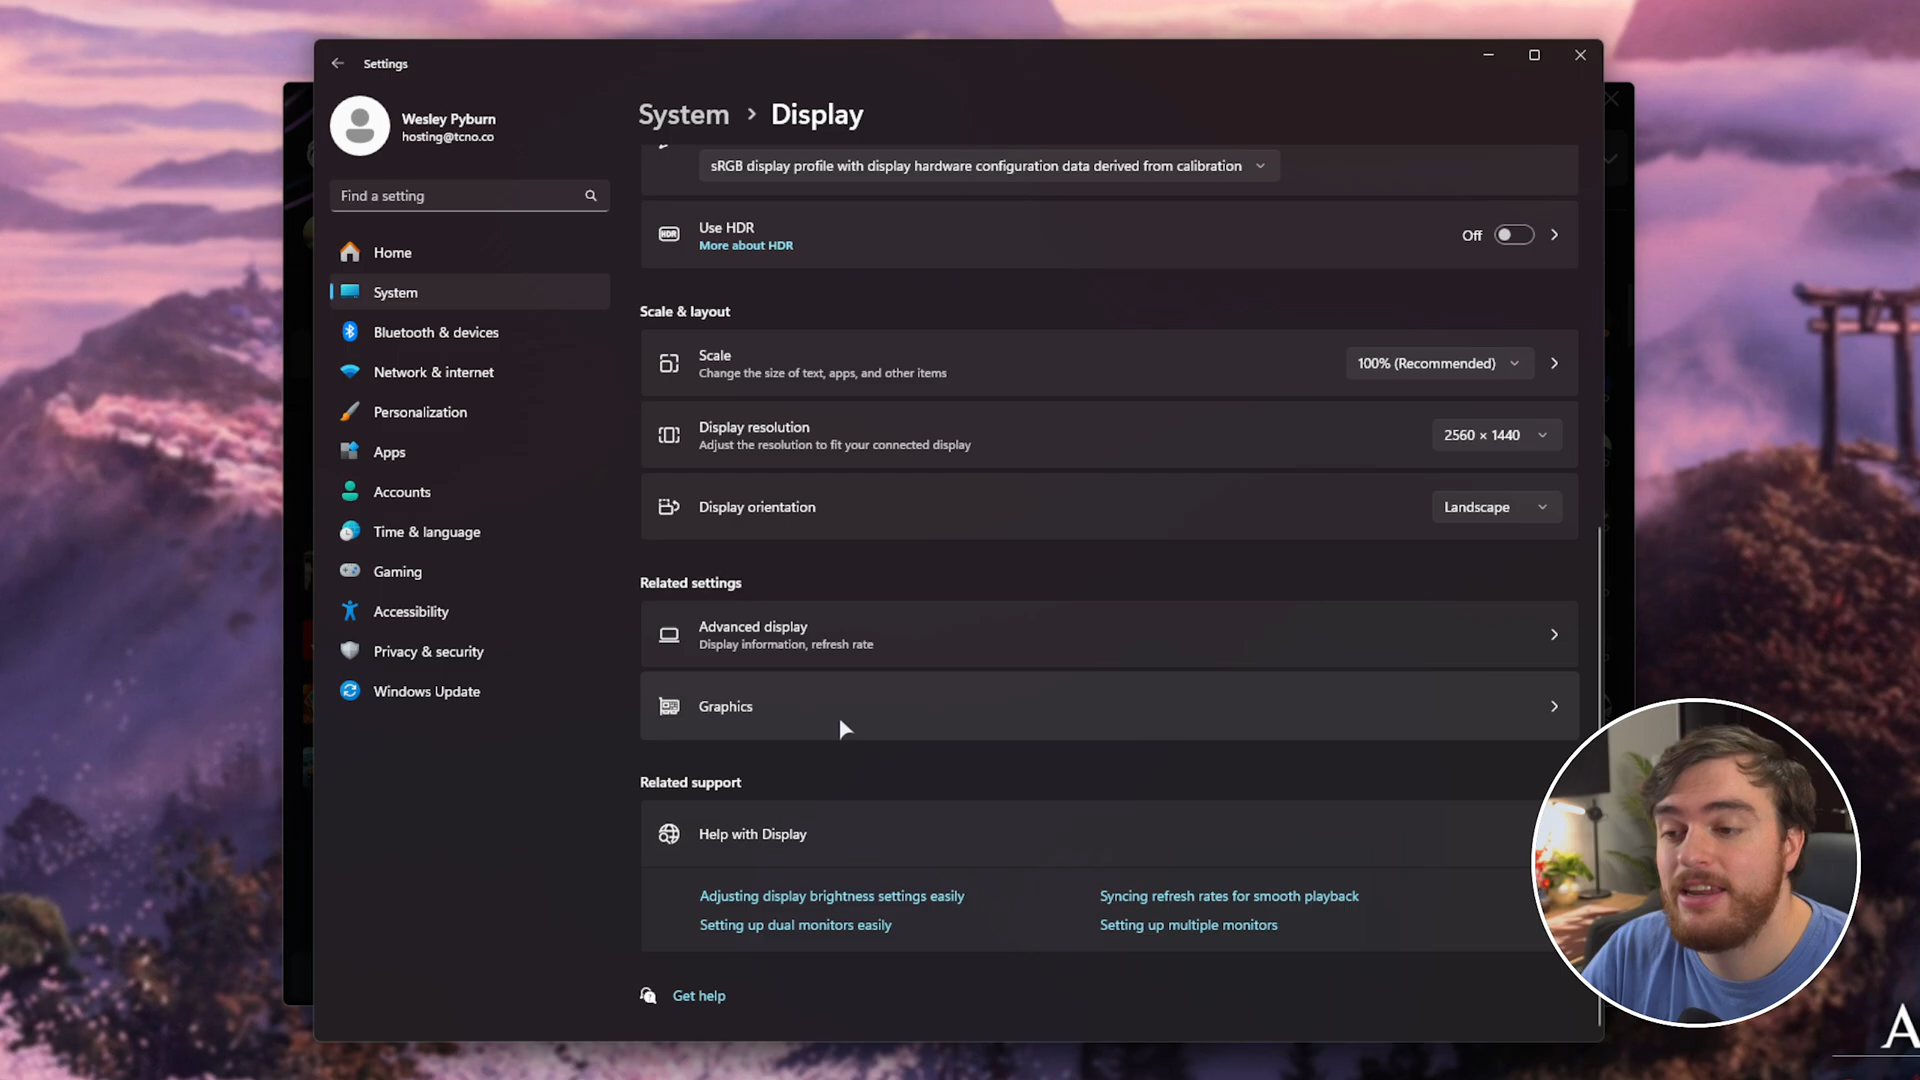 Settings
Wesley Pyburn
hosting@tcno.co
Find a setting
Home
System
Bluetooth & devices
Network & internet
Personalization
Apps
Accounts
Time & language
Gaming
Accessibility
Privacy & security
Windows Update
System > Display
sRGB display profile with display hardware configuration data derived from calibration
HDR
Use HDR
More about HDR
Off
Scale & layout
Scale
Change the size of text, apps, and other items
100% (Recommended)
Display resolution
Adjust the resolution to fit your connected display
2560 × 1440
Display orientation
Landscape
Related settings
Advanced display
Display information, refresh rate
Graphics
Related support
Help with Display
Adjusting display brightness settings easily
Syncing refresh rates for smooth playback
Setting up dual monitors easily
Setting up multiple monitors
Get help
A